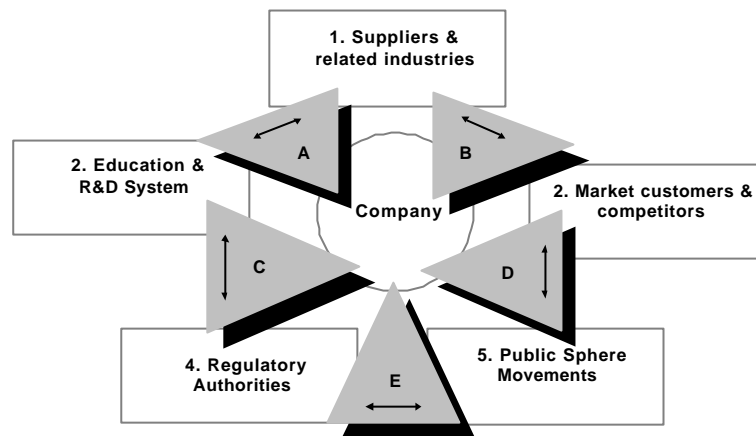 1. Suppliers &
related industries
A
B
2. Education &
R&D System
Company
2. Market customers &
competitors
C
D
4. Regulatory
Authorities
E
5. Public Sphere
Movements